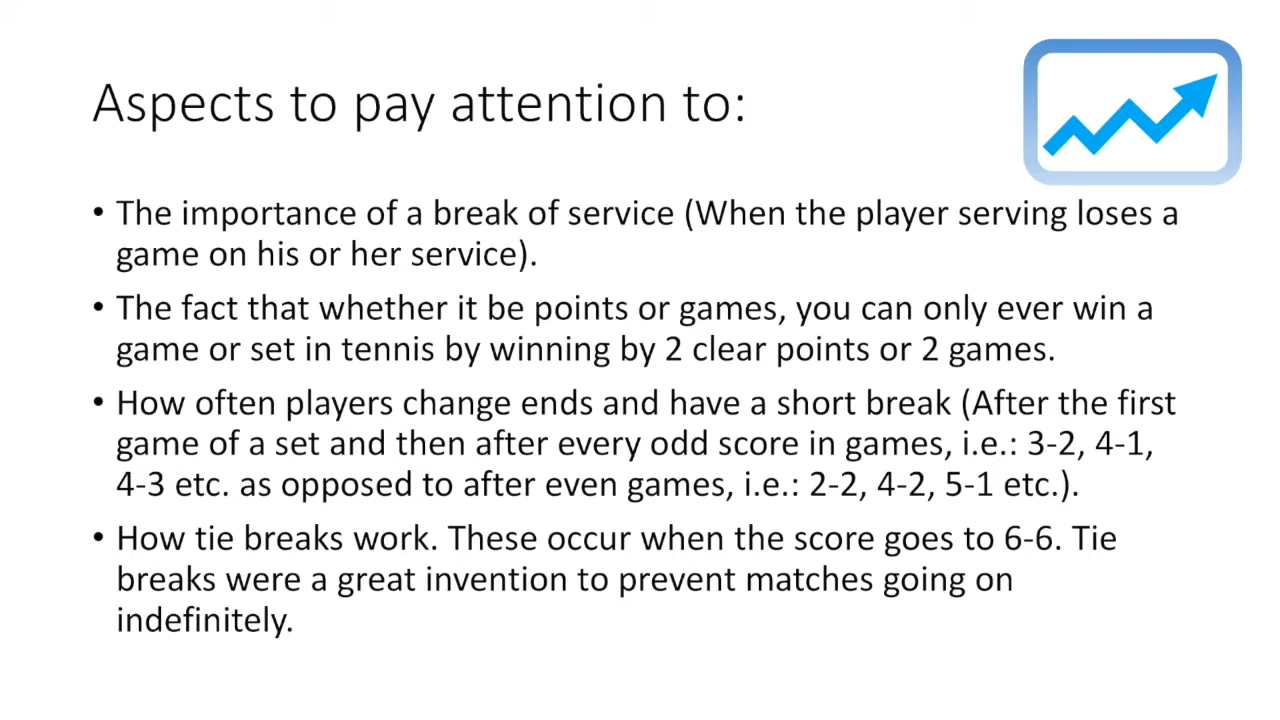 Aspects to pay attention to:
• The importance of a break of service (When the player serving loses a
game on his or her service).
• The fact that whether it be points or games, you can only ever win a
game or set in tennis by winning by 2 clear points or 2 games.
• How often players change ends and have a short break (After the first
game of a set and then after every odd score in games, i.e.: 3-2, 4-1,
4-3 etc. as opposed to after even games, i.e.: 2-2, 4-2, 5-1 etc.).
• How tie breaks work. These occur when the score goes to 6-6. Tie
breaks were a great invention to prevent matches going on
indefinitely.